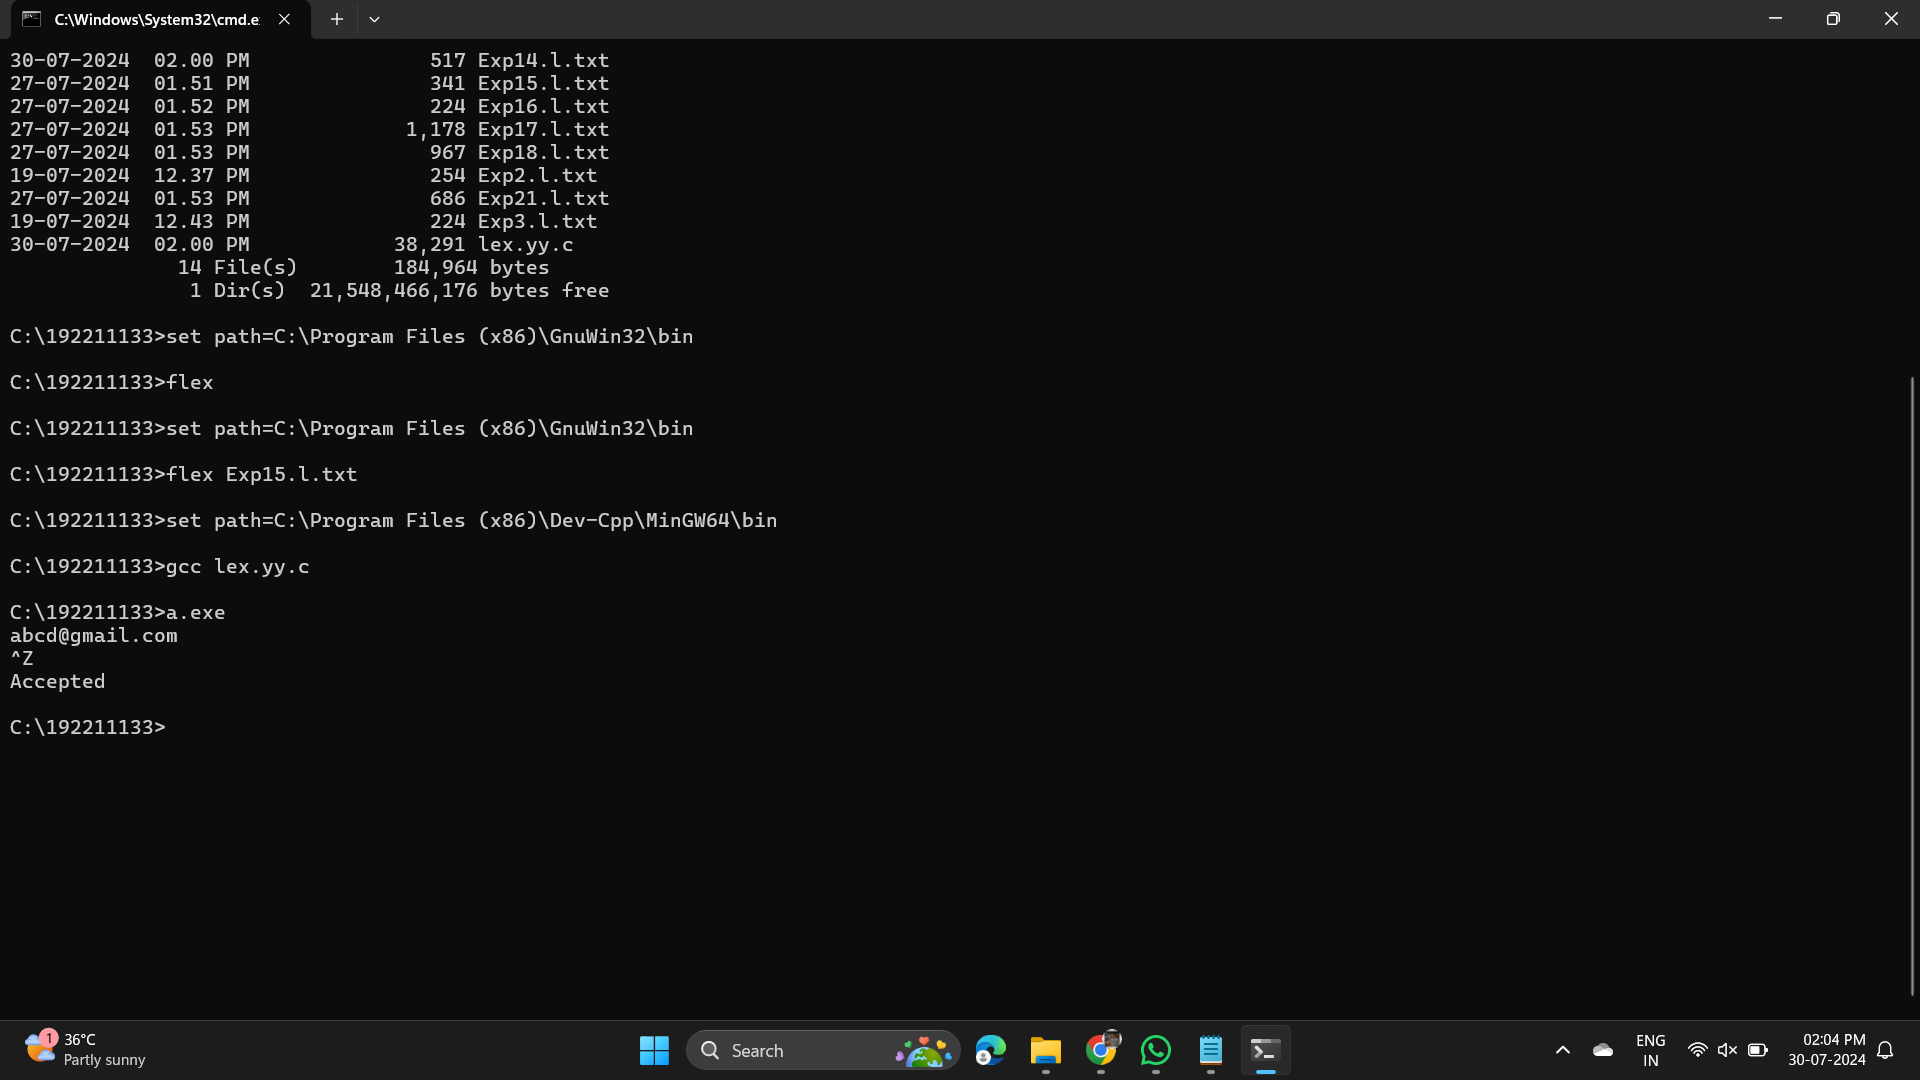 C:\Windows\System32\cmd.e
30-07-2024  02.00 PM               517 Exp14.l.txt
27-07-2024  01.51 PM               341 Exp15.l.txt
27-07-2024  01.52 PM               224 Exp16.l.txt
27-07-2024  01.53 PM             1,178 Exp17.l.txt
27-07-2024  01.53 PM               967 Exp18.l.txt
19-07-2024  12.37 PM               254 Exp2.l.txt
27-07-2024  01.53 PM               686 Exp21.l.txt
19-07-2024  12.43 PM               224 Exp3.l.txt
30-07-2024  02.00 PM            38,291 lex.yy.c
              14 File(s)        184,964 bytes
               1 Dir(s)  21,548,466,176 bytes free
C:\192211133>set path=C:\Program Files (x86)\GnuWin32\bin
C:\192211133>flex
C:\192211133>set path=C:\Program Files (x86)\GnuWin32\bin
C:\192211133>flex Exp15.l.txt
C:\192211133>set path=C:\Program Files (x86)\Dev-Cpp\MinGW64\bin
C:\192211133>gcc lex.yy.c
C:\192211133>a.exe
abcd@gmail.com
^Z
Accepted
C:\192211133>
1
36°C
Partly sunny
Search
ENG
IN
02:04 PM
30-07-2024